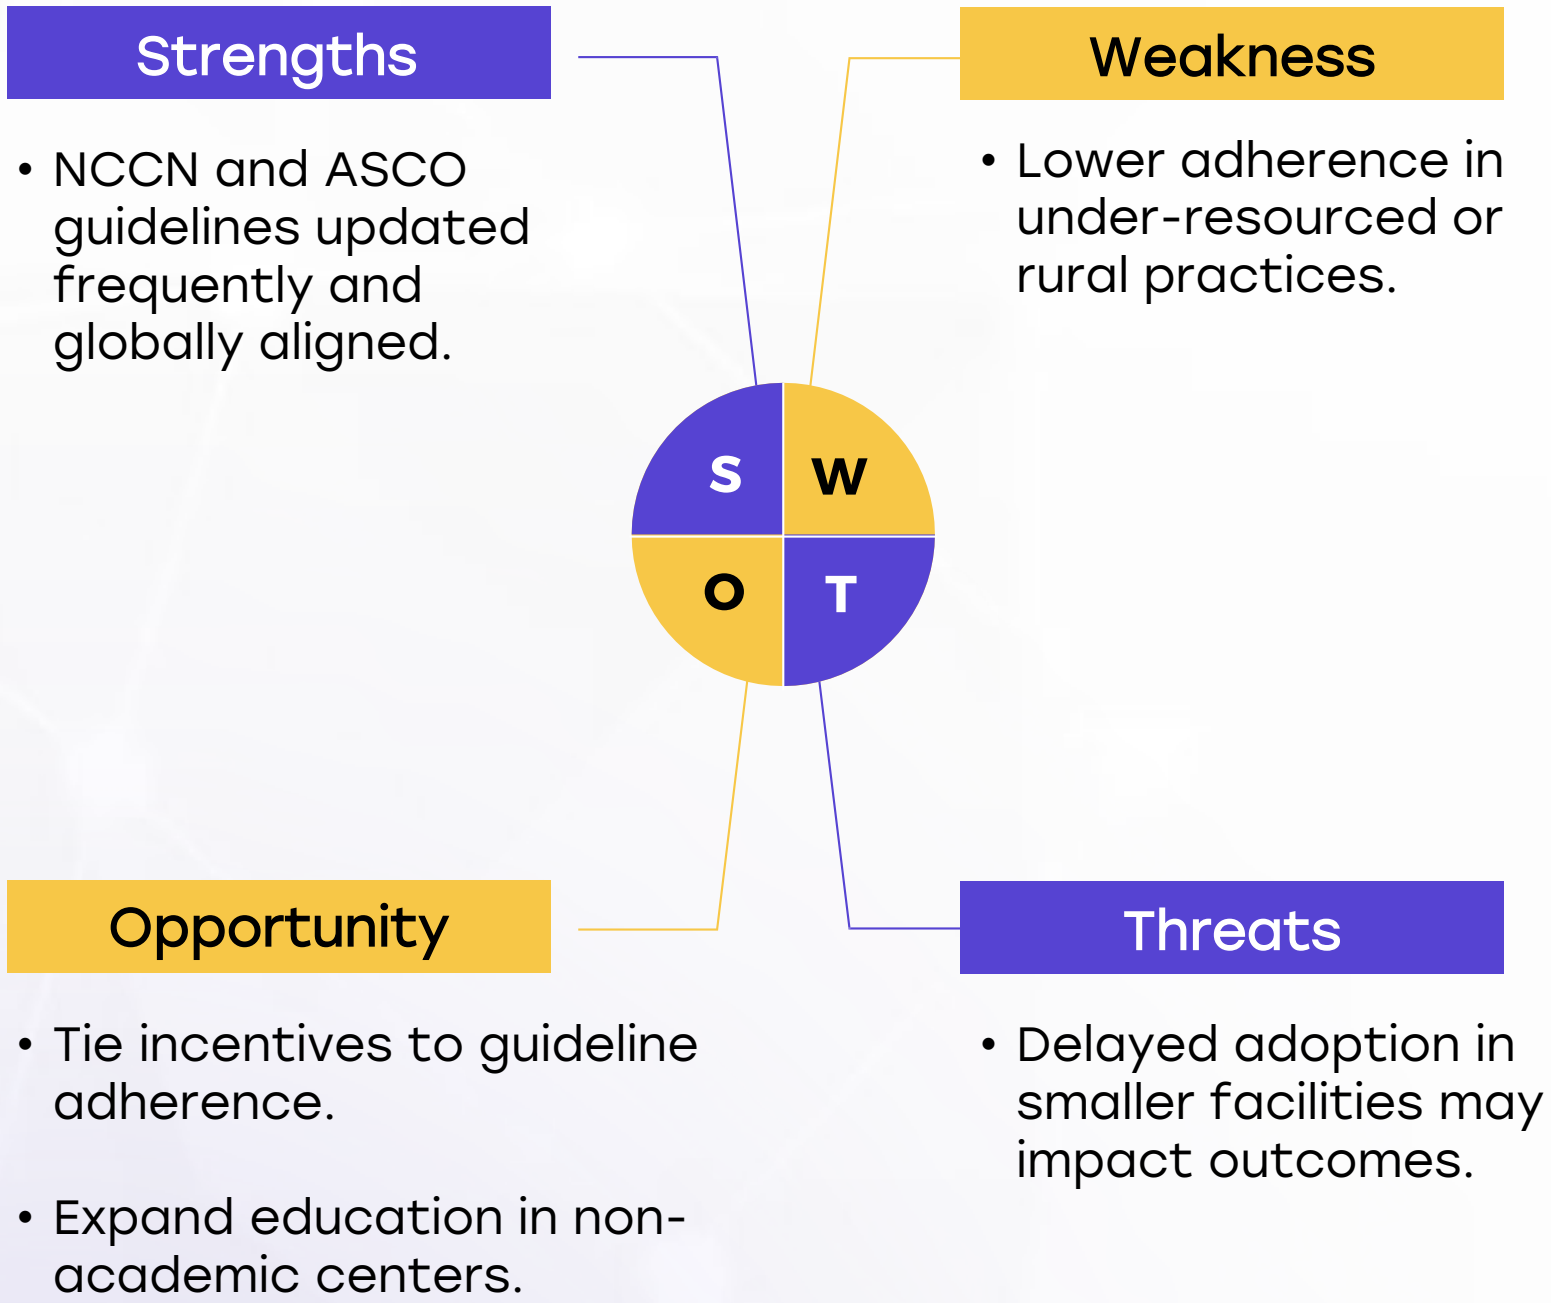 Strengths
• NCCN and ASCO
guidelines updated
frequently and
globally aligned.
Weakness
• Lower adherence in
under-resourced or
rural practices.
S
W
O
T
Opportunity
• Tie incentives to guideline
adherence.
• Expand education in non-
academic centers.
Threats
• Delayed adoption in
smaller facilities may
impact outcomes.